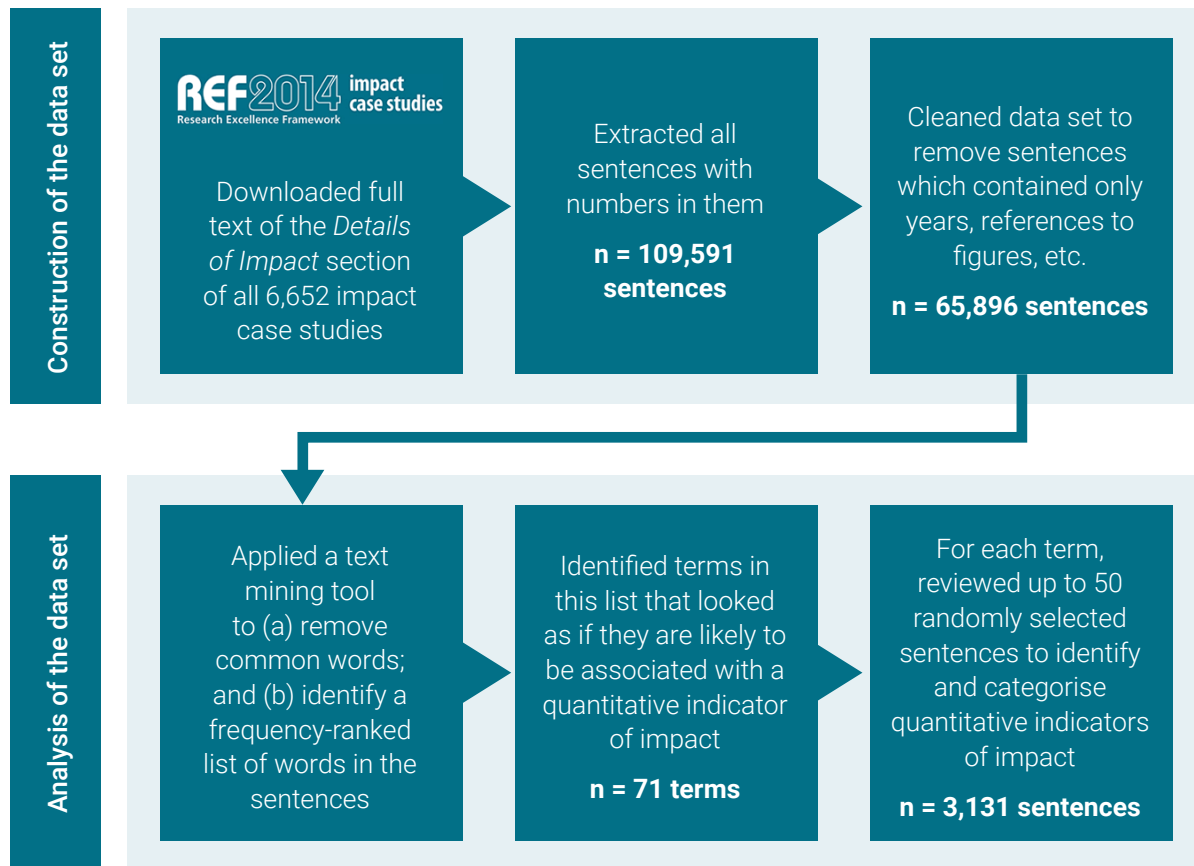 Construction of the data set
REF2014 impact
case studies
Research Excellence Framework
Downloaded full
text of the Details
of Impact section
of all 6,652 impact
case studies
Extracted all
sentences with
numbers in them
n = 109,591
sentences
Cleaned data set to
remove sentences
which contained only
years, references to
figures, etc.
n = 65,896 sentences
Analysis of the data set
Applied a text
mining tool
to (a) remove
common words;
and (b) identify a
frequency-ranked
list of words in the
sentences
Identified terms in
this list that looked
as if they are likely to
be associated with a
quantitative indicator
of impact
n = 71 terms
For each term,
reviewed up to 50
randomly selected
sentences to identify
and categorise
quantitative indicators
of impact
n = 3,131 sentences